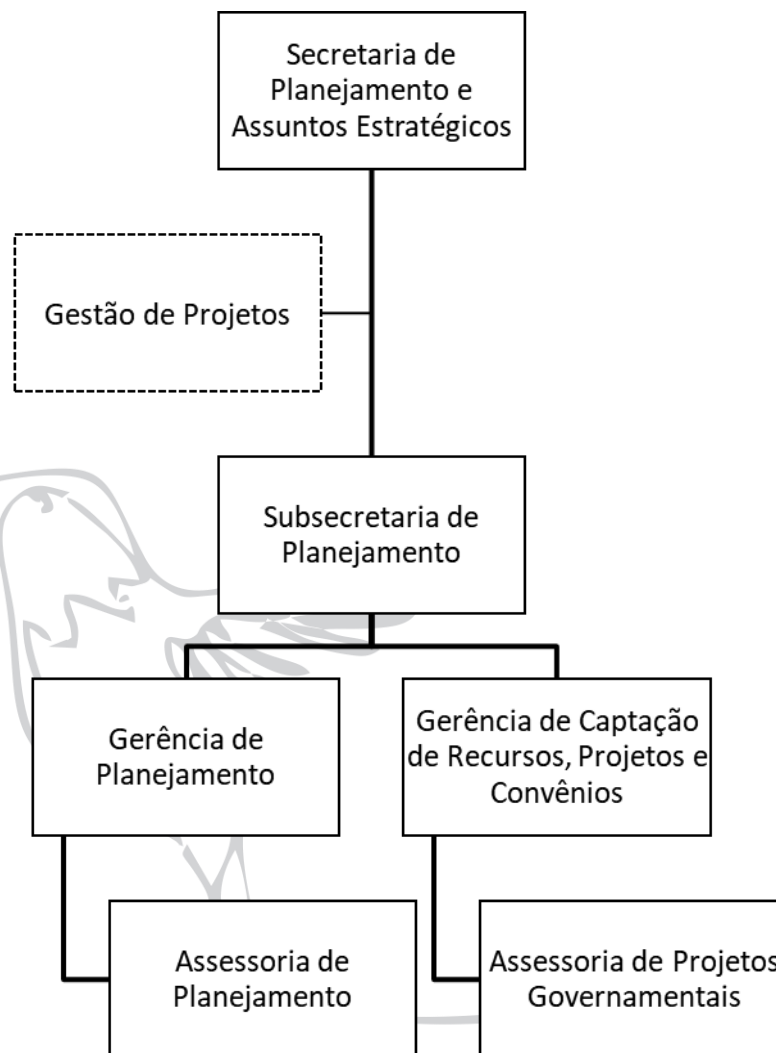 Secretaria de
Planejamento e
Assuntos Estratégicos
Gestão de Projetos
Subsecretaria de
Planejamento
Gerência de
Planejamento
Gerência de Captação
de Recursos, Projetos e
Convênios
Assessoria de
Planejamento
Assessoria de Projetos
Governamentais